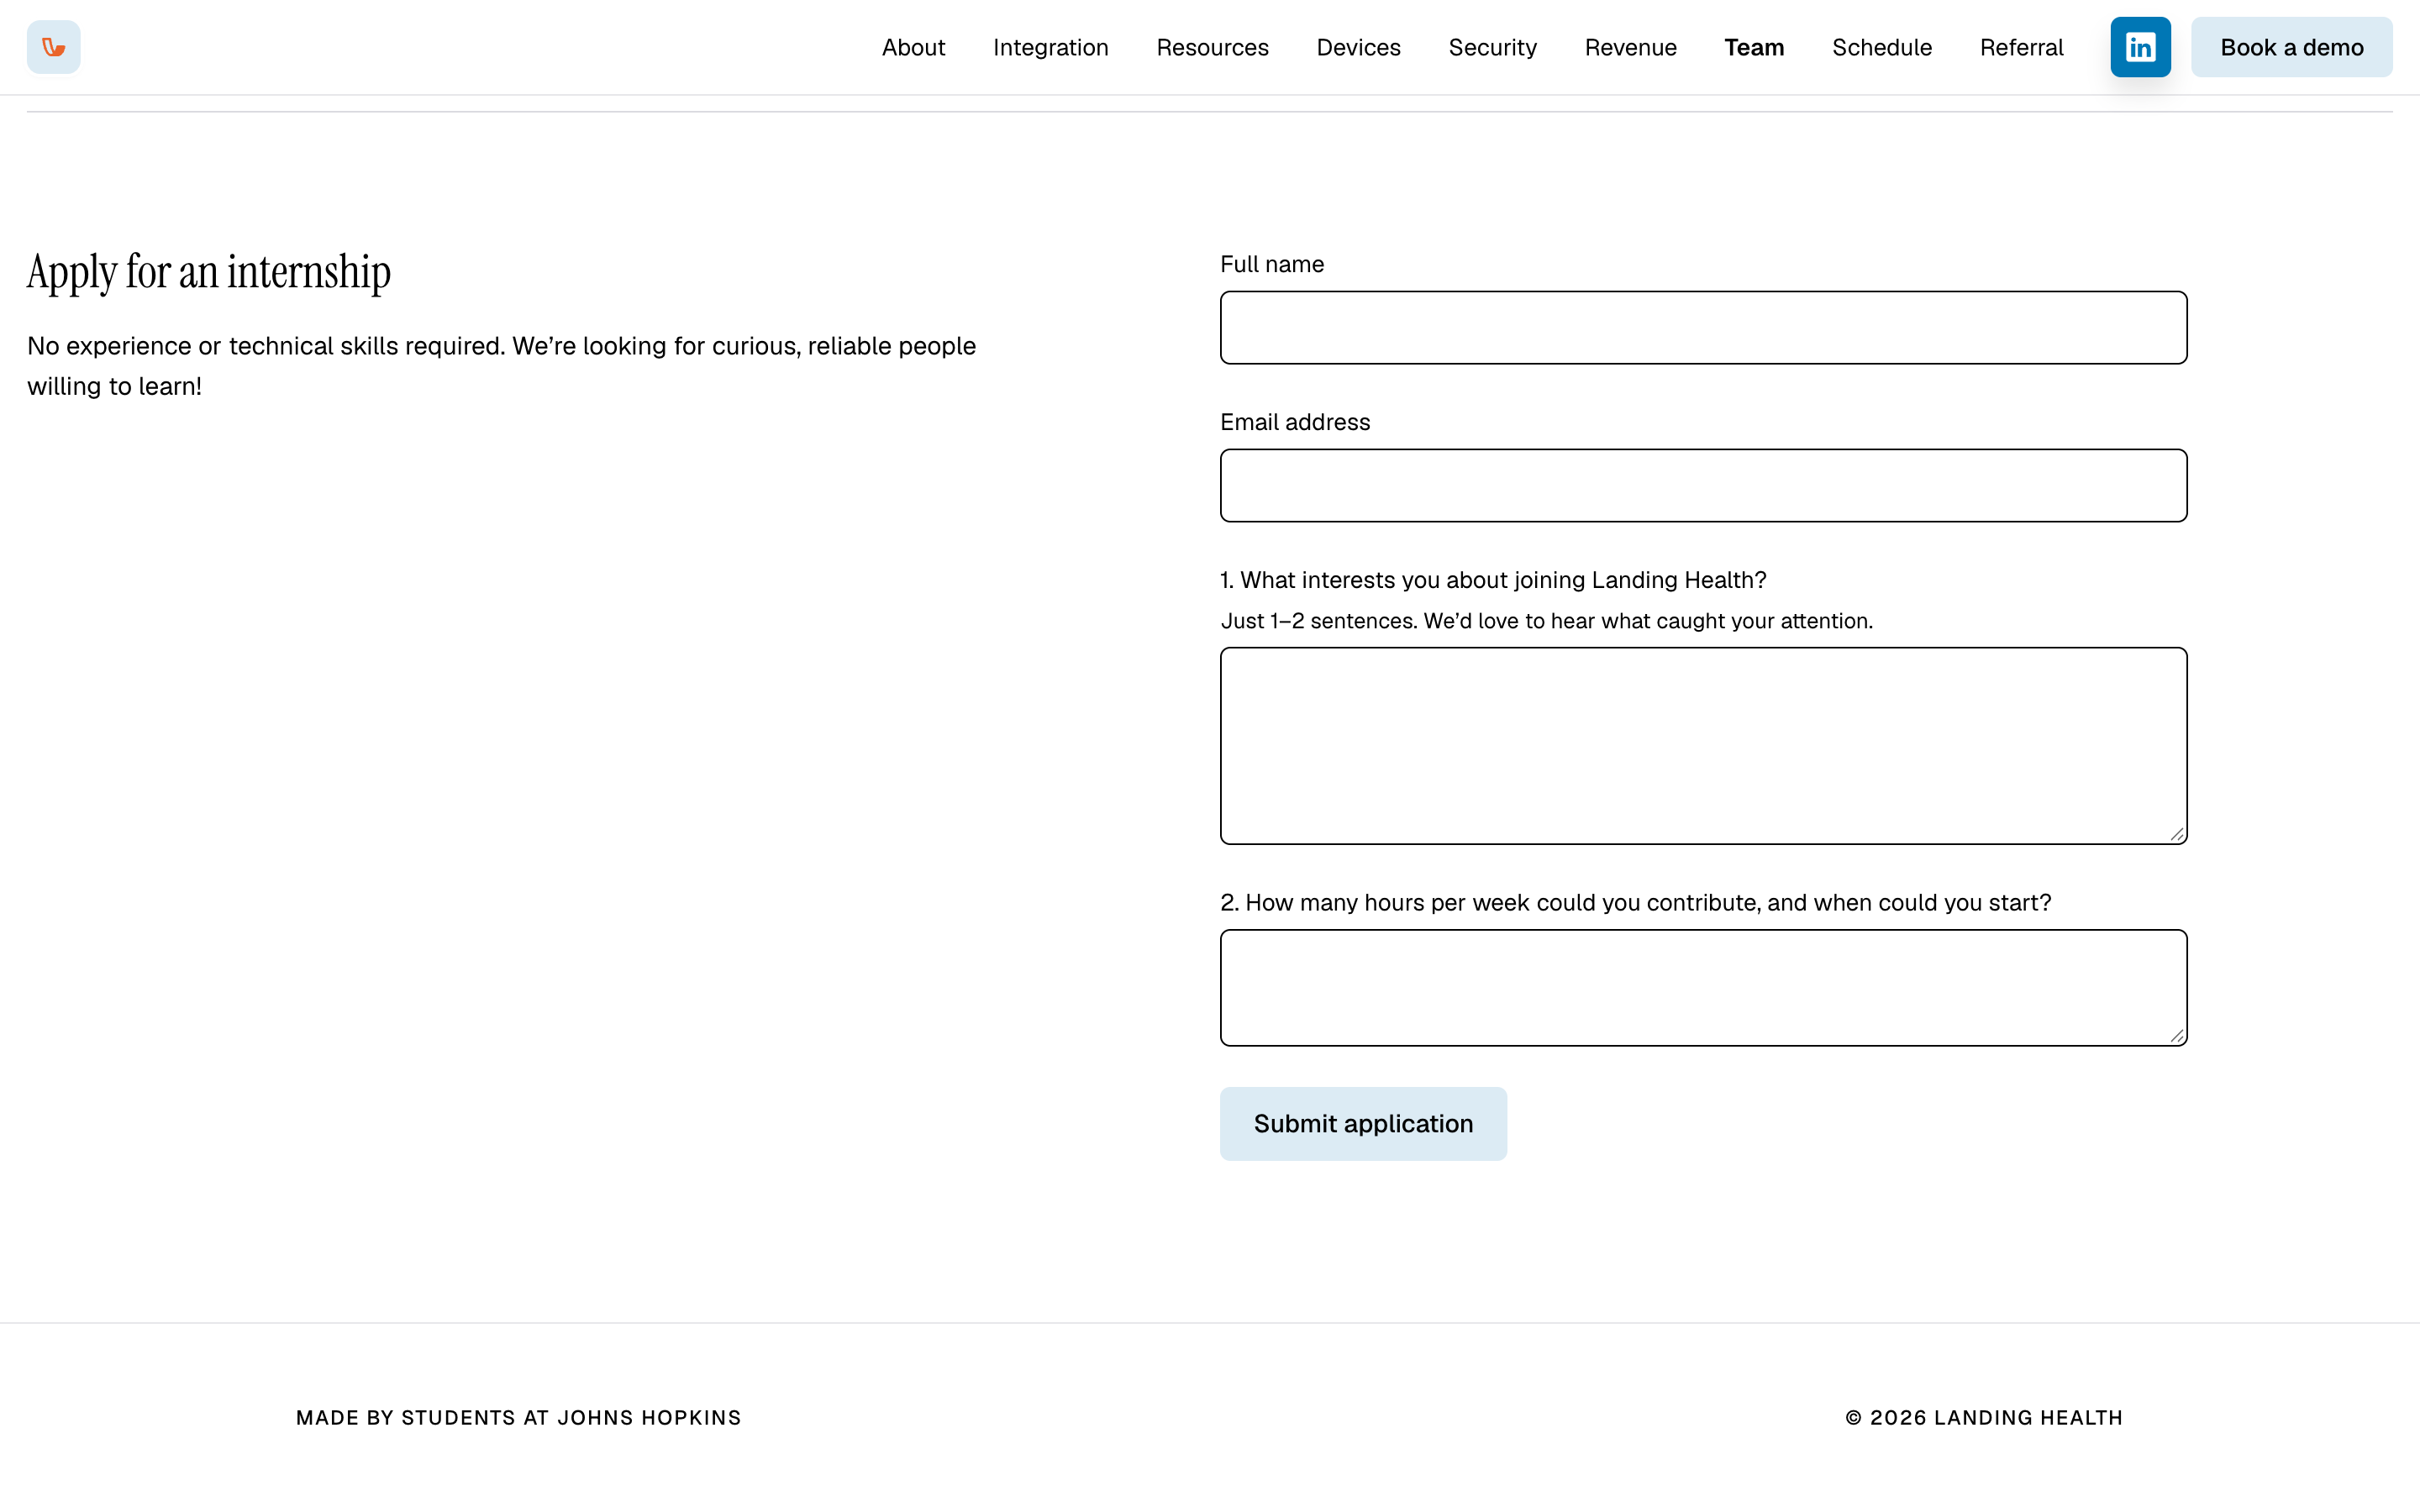 About Integration Resources Devices Security Revenue Team Schedule Referral in Book a demo
Apply for an internship
No experience or technical skills required. We’re looking for curious, reliable people
willing to learn!
Full name
Email address
1. What interests you about joining Landing Health?
Just 1–2 sentences. We’d love to hear what caught your attention.
2. How many hours per week could you contribute, and when could you start?
Submit application
MADE BY STUDENTS AT JOHNS HOPKINS
© 2026 LANDING HEALTH